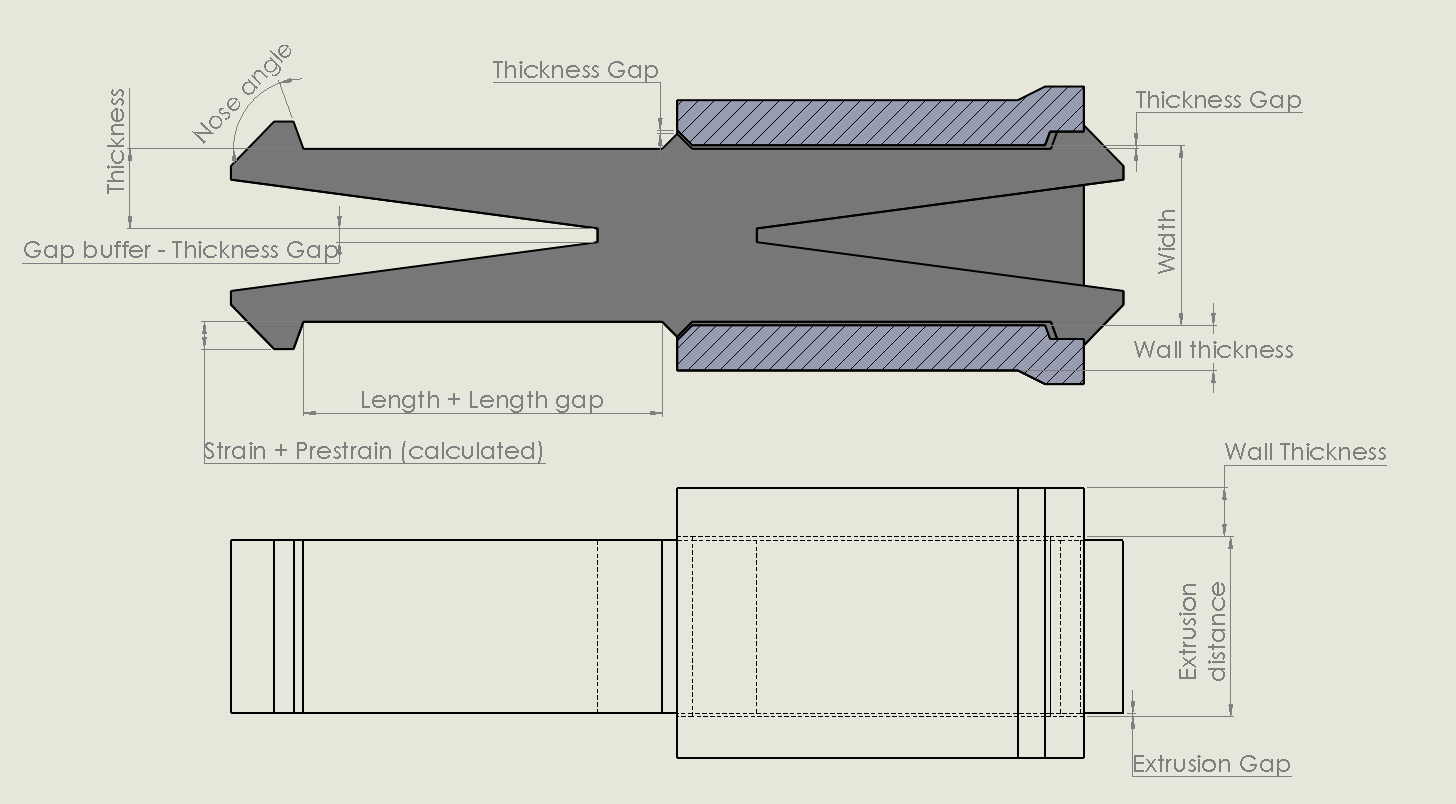 Nose angle
Thickness Gap
Thickness
Thickness Gap
Gap buffer - Thickness Gap
Width
Wall thickness
Length + Length gap
Strain + Prestrain (calculated)
Wall Thickness
Extrusion
distance
Extrusion Gap